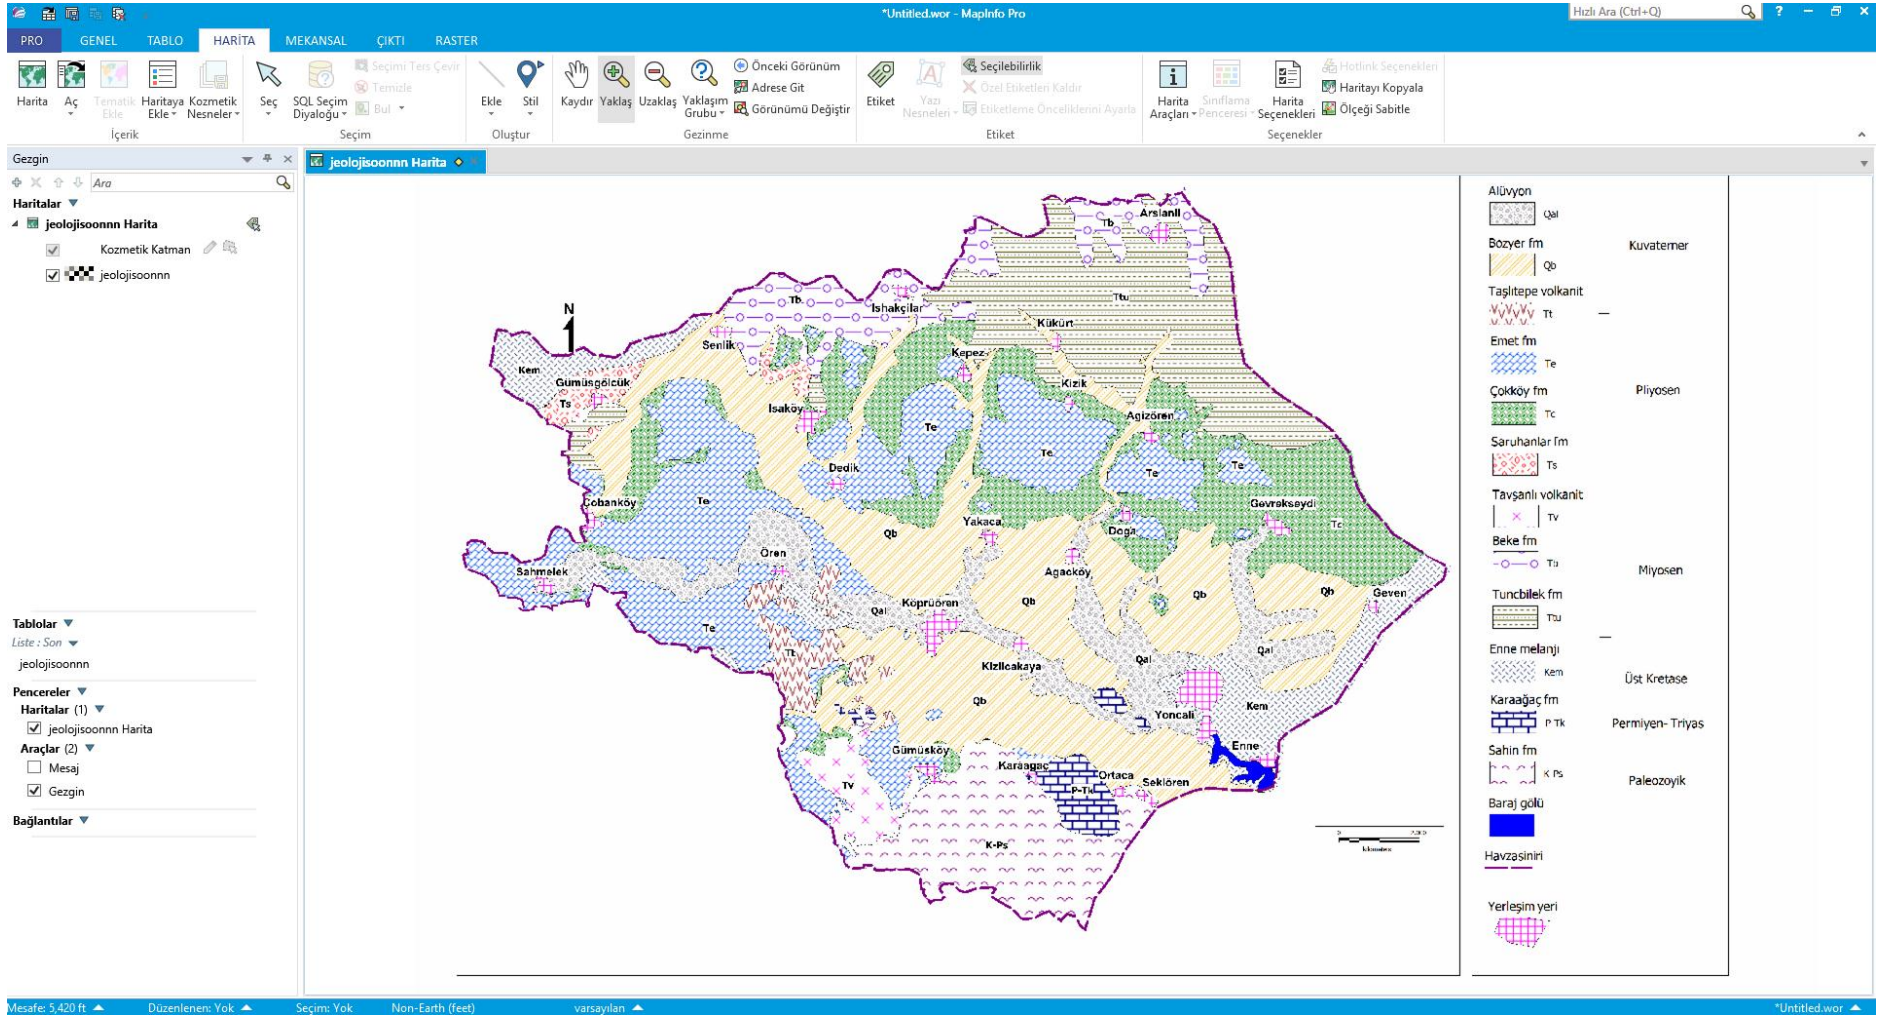 *Untitled.wor - MapInfo Pro
Hızlı Ara (Ctrl+Q)
?
PRO GENEL TABLO HARİTA MEKANSAL ÇIKTI RASTER
Harita
Aç
Tematik Ekle
Haritaya Ekle
Kozmetik Nesneler
İçerik
Seç
SQL Seçim Diyaloğu
Seçimi Ters Çevir
Temizle
Bul
Seçim
Ekle
Stil
Oluştur
Kaydır
Yaklaş
Uzaklaş
Yaklaşım Grubu
Önceki Görünüm
Adrese Git
Görünümü Değiştir
Gezinme
Etiket
Yazı Nesneleri
Seçilebilirlik
Özel Etiketleri Kaldır
Etiketleme Önceliklerini Ayarla
Etiket
Harita Araçları
Sınıflama Penceresi
Harita Seçenekleri
Hotlink Seçenekleri
Haritayı Kopyala
Ölçeği Sabitle
Seçenekler
Gezgin
Ara
Haritalar
jeolojisoonnn Harita
Kozmetik Katman
jeolojisoonnn
Tablolar
Liste : Son
jeolojisoonnn
Pencereler
Haritalar (1)
jeolojisoonnn Harita
Araçlar (2)
Mesaj
Gezgin
Bağlantılar
jeolojisoonnn Harita
N
Arslanlı
Tb
Ttu
Tb
Ishakçilar
Kükürt
Senlik
Kepez
Kem
Gümüsgölcük
Kizik
Ts
Isaköy
Agizören
Te
Te
Dedik
Te
Te
Çobanköy
Te
Gevrekseydi
Yakaca
Tc
Qb
Doga
Ören
Sahmelek
Agacköy
Geven
Qb
Qb
Qb
Köprüören
Qal
Te
Tt
Qal
Qal
Kizilcakaya
Qb
Yoncali
Kem
Gümüsköy
Enne
Karaagaç
Ortaca
Seklören
Tv
P-Tk
K-Ps
kilometre
Alüvyon
Qal
Bozyer fm
Kuvaterner
Qb
Taşlıtepe volkanit
Tt
Emet fm
Te
Çokköy fm
Pliyosen
Tc
Saruhanlar fm
Ts
Tavşanlı volkanit
Tv
Beke fm
Tb
Miyosen
Tuncbilek fm
Ttu
Enne melanjı
Kem
Üst Kretase
Karaağaç fm
P Tk
Permiyen- Triyas
Sahin fm
K Ps
Paleozoyik
Baraj gölü
Havzasiniri
Yerleşim yeri
Mesafe: 5,420 ft
Düzenlenen: Yok
Seçim: Yok
Non-Earth (feet)
varsayılan
*Untitled.wor